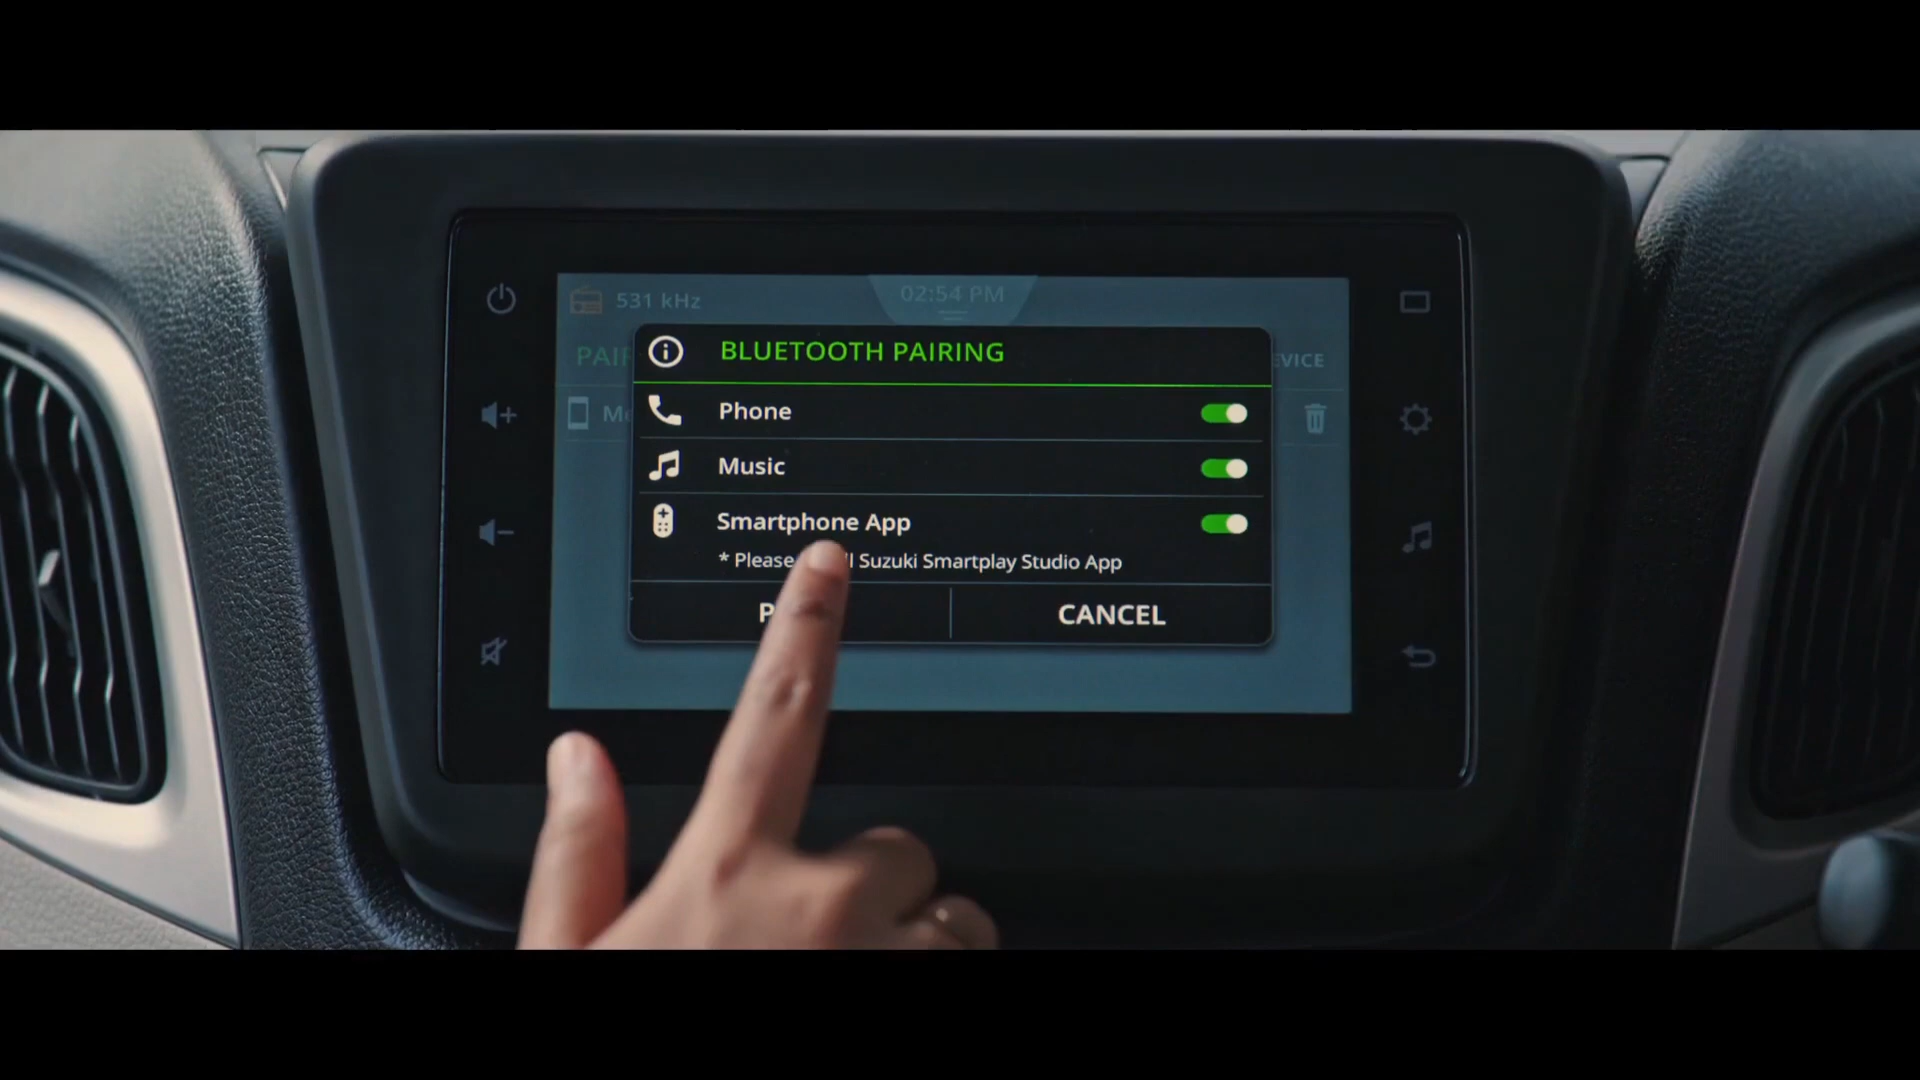 531 kHz
02:54 PM
BLUETOOTH PAIRING
Phone
Music
Smartphone App
* Please Suzuki Smartplay Studio App
CANCEL